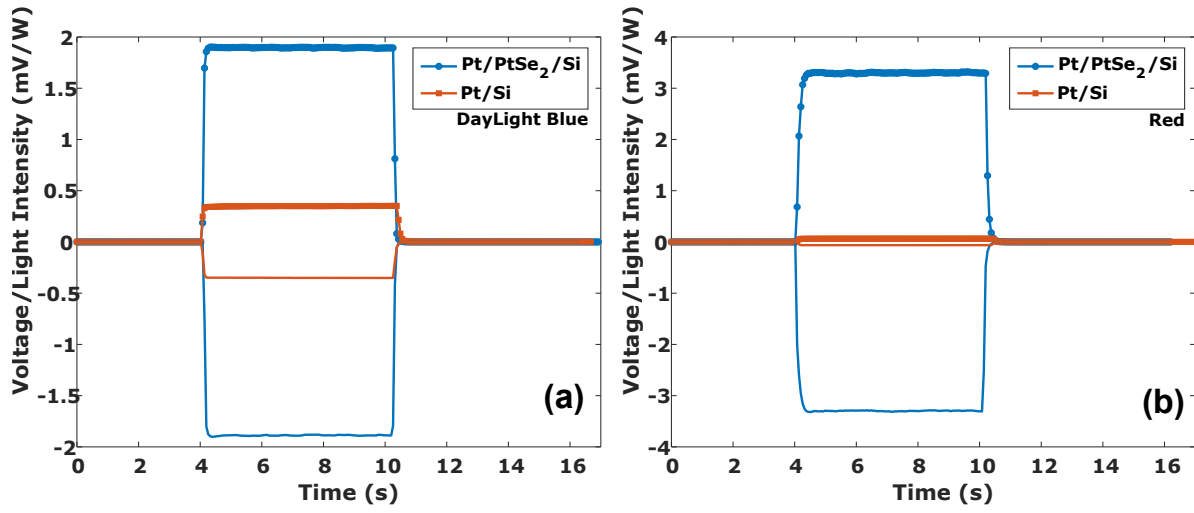 Voltage/Light Intensity (mV/W)
2
1.5
1
0.5
0
-0.5
-1
-1.5
-2
Pt/PtSe₂/Si
Pt/Si
DayLight Blue
(a)
0 2 4 6 8 10 12 14 16
Time (s)
Voltage/Light Intensity (mV/W)
4
3
2
1
0
-1
-2
-3
-4
Pt/PtSe₂/Si
Pt/Si
Red
(b)
0 2 4 6 8 10 12 14 16
Time (s)